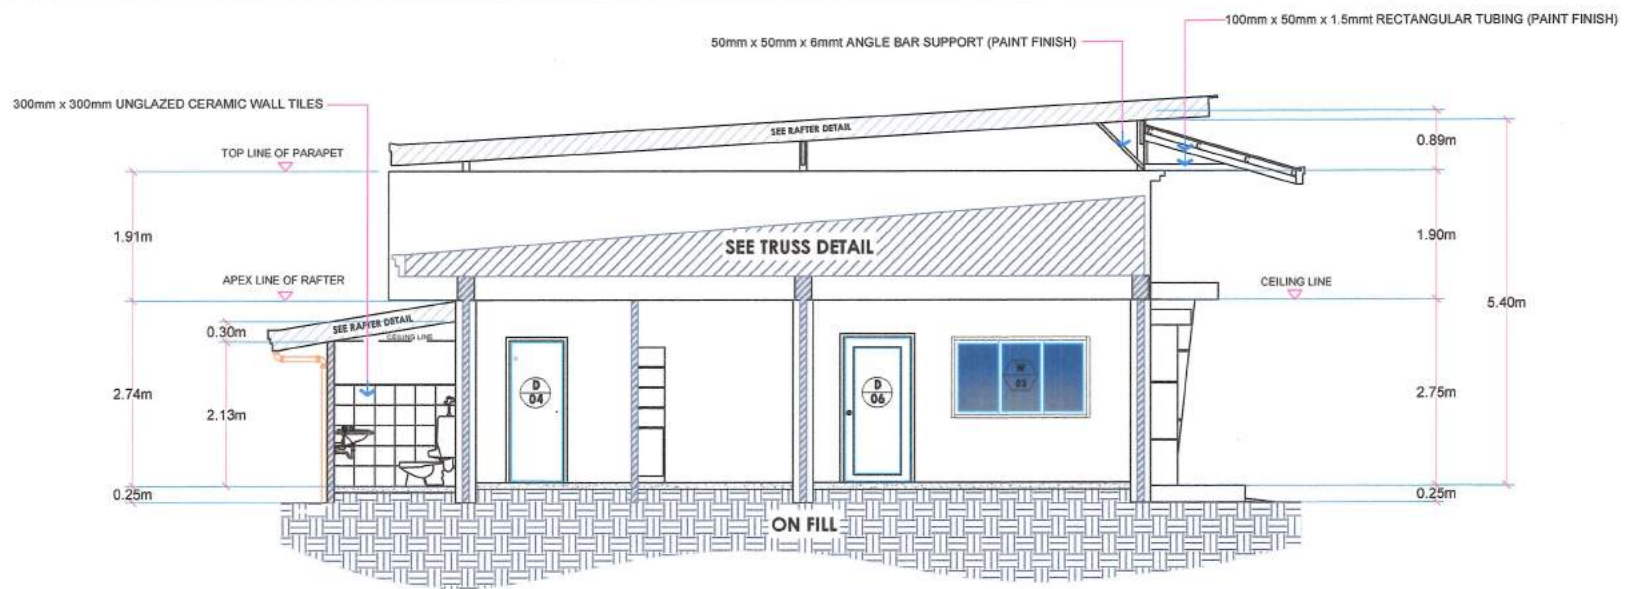 100mm x 50mm x 1.5mmt RECTANGULAR TUBING (PAINT FINISH)
50mm x 50mm x 6mmt ANGLE BAR SUPPORT (PAINT FINISH)
300mm x 300mm UNGLAZED CERAMIC WALL TILES
SEE RAFTER DETAIL
0.89m
TOP LINE OF PARAPET
1.91m
SEE TRUSS DETAIL
1.90m
APEX LINE OF RAFTER
CEILING LINE
5.40m
SEE RAFTER DETAIL
0.30m
CEILING LINE
D
04
D
06
W
03
2.74m
2.75m
2.13m
0.25m
0.25m
ON FILL